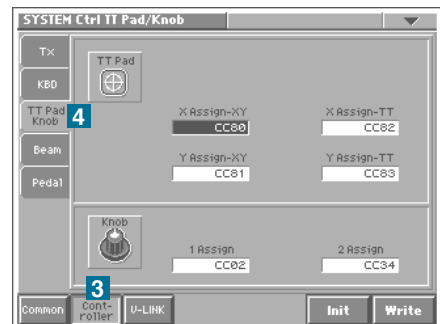 SYSTEM Ctrl TT Pad/Knob
Tx
KBD
TT Pad
Knob
4
Beam
Pedal
TT Pad
X Assign-XY
CC80
X Assign-TT
CC82
Y Assign-XY
CC81
Y Assign-TT
CC83
Knob
1 Assign
CC02
2 Assign
CC34
3
Common
Cont-
roller
V-LINK
Init
Write